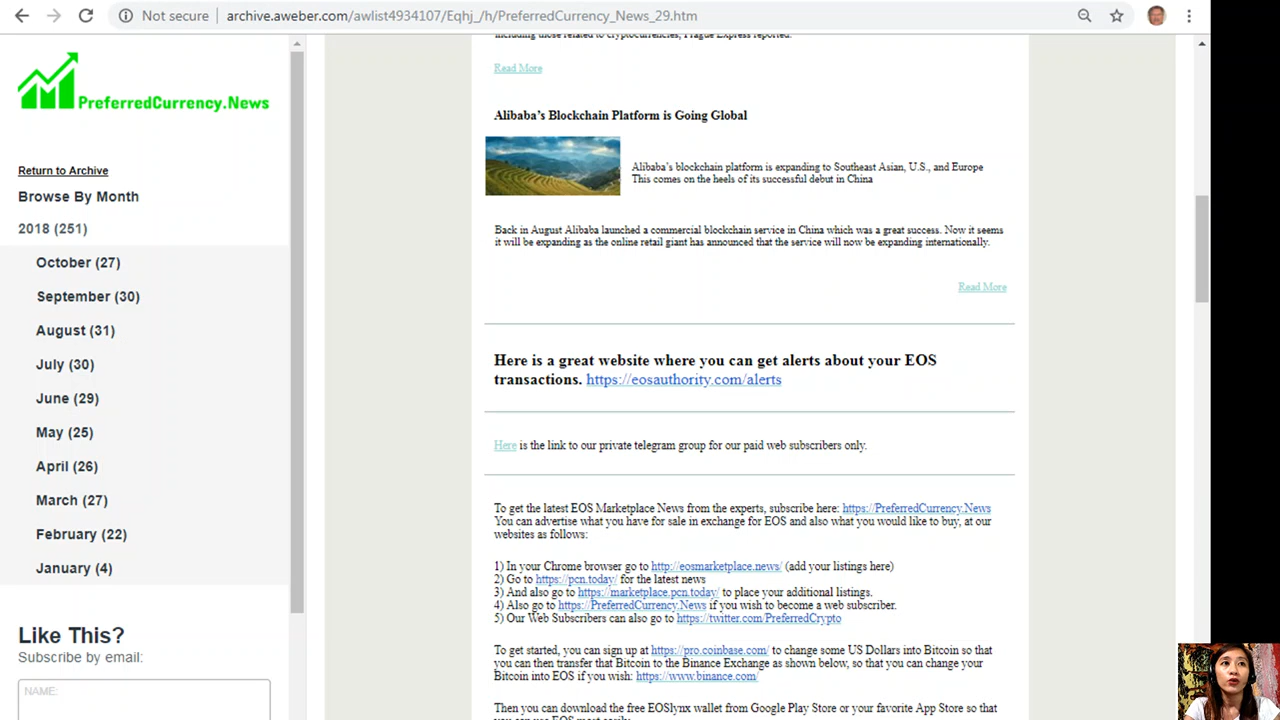 Not secure | archive.aweber.com/awlist4934107/Eqhj_/h/PreferredCurrency_News_29.htm
PreferredCurrency.News
Return to Archive
Browse By Month
2018 (251)
October (27)
September (30)
August (31)
July (30)
June (29)
May (25)
April (26)
March (27)
February (22)
January (4)
Like This?
Subscribe by email:
NAME:
including those related to cryptocurrencies, Prague Express reported.
Read More
Alibaba's Blockchain Platform is Going Global
Alibaba's blockchain platform is expanding to Southeast Asian, U.S., and Europe
This comes on the heels of its successful debut in China
Back in August Alibaba launched a commercial blockchain service in China which was a great success. Now it seems
it will be expanding as the online retail giant has announced that the service will now be expanding internationally.
Read More
Here is a great website where you can get alerts about your EOS
transactions. https://eosauthority.com/alerts
Here is the link to our private telegram group for our paid web subscribers only.
To get the latest EOS Marketplace News from the experts, subscribe here: https://PreferredCurrency.News
You can advertise what you have for sale in exchange for EOS and also what you would like to buy, at our
websites as follows:
1) In your Chrome browser go to http://eosmarketplace.news/ (add your listings here)
2) Go to https://pcn.today/ for the latest news
3) And also go to https://marketplace.pcn.today/ to place your additional listings.
4) Also go to https://PreferredCurrency.News if you wish to become a web subscriber.
5) Our Web Subscribers can also go to https://twitter.com/PreferredCrypto
To get started, you can sign up at https://pro.coinbase.com/ to change some US Dollars into Bitcoin so that
you can then transfer that Bitcoin to the Binance Exchange as shown below, so that you can change your
Bitcoin into EOS if you wish: https://www.binance.com/
Then you can download the free EOSlynx wallet from Google Play Store or your favorite App Store so that
you can use EOS most easily.